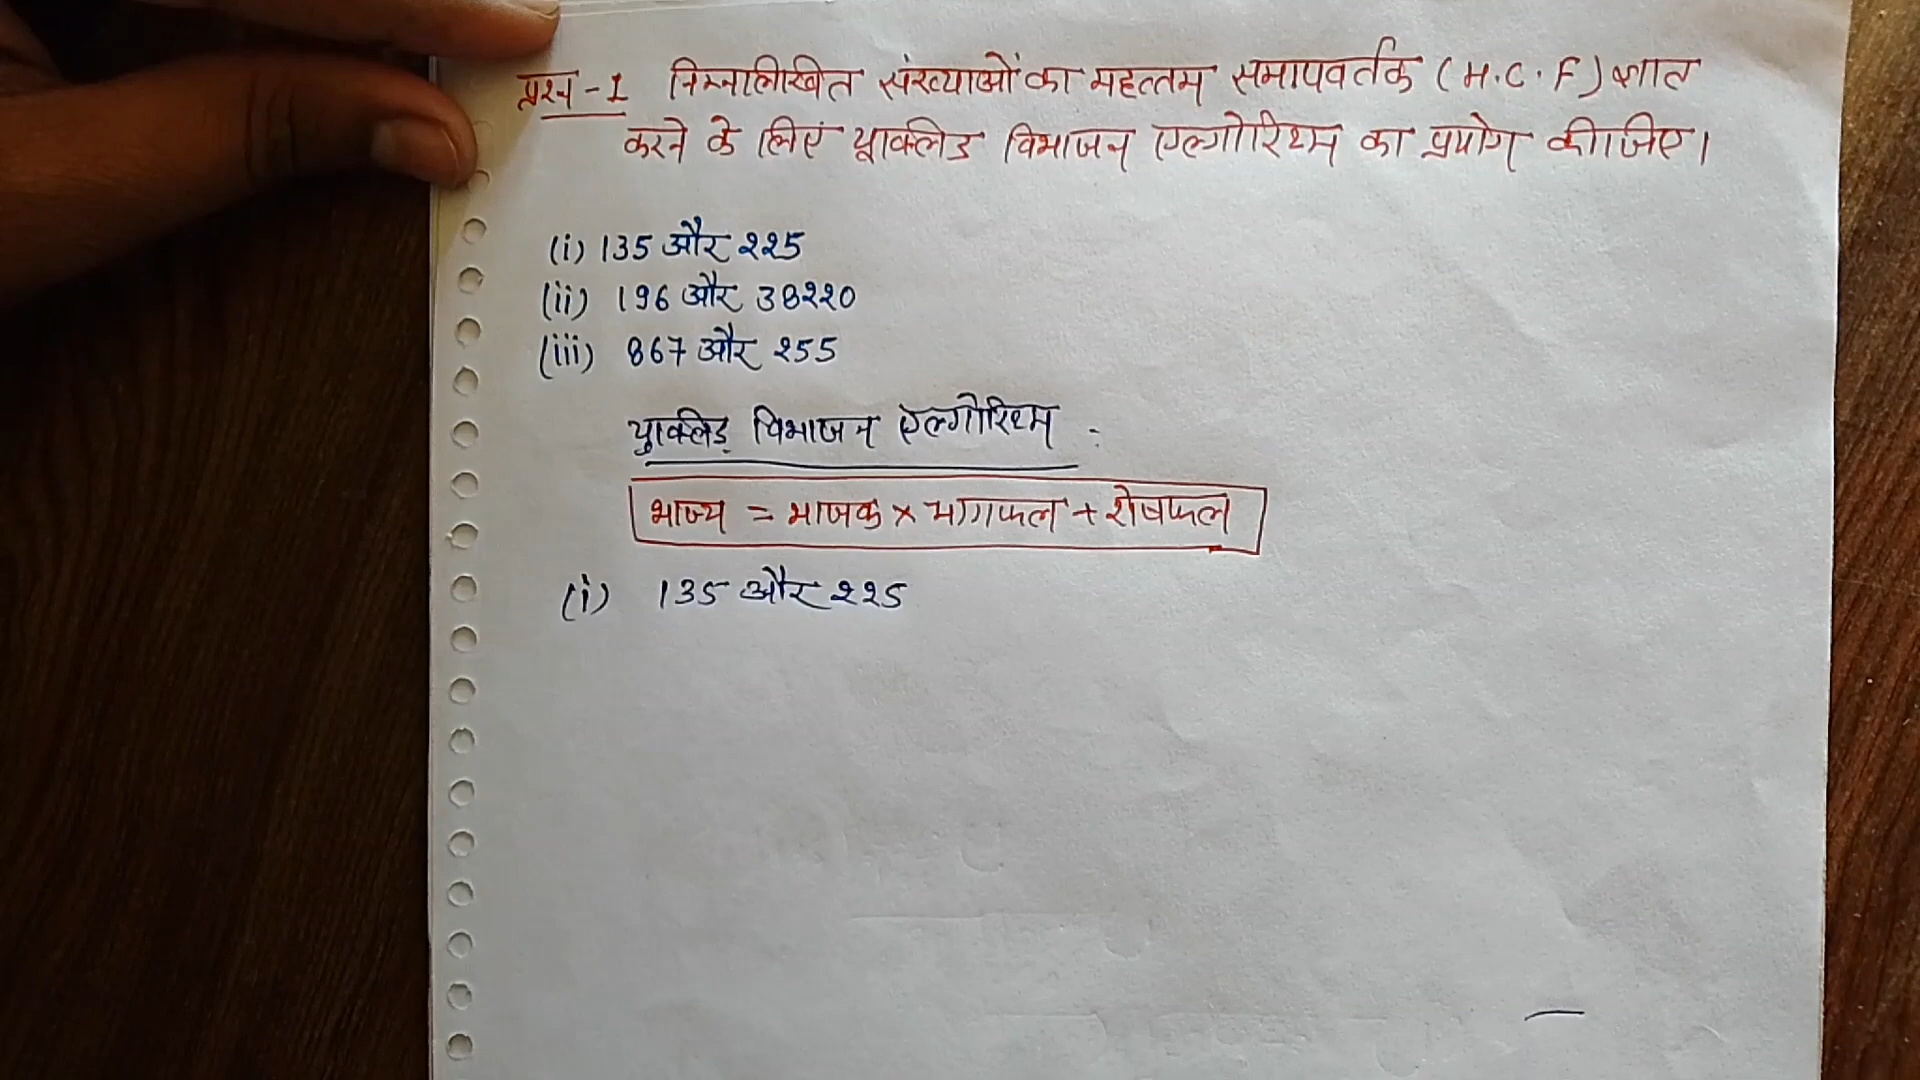 प्रश्न -1 निम्नलिखित संख्याओं का महत्तम समापवर्तक (H.C.F) ज्ञात
करने के लिए यूक्लिड विभाजन एल्गोरिथ्म का प्रयोग कीजिए।
(i) 135 और 225
(ii) 196 और 38220
(iii) 867 और 255
युक्लिड विभाजन ऐल्गोरिथ्म :
भाज्य = भाजक × भागफल + शेषफल
(i) 135 और 225